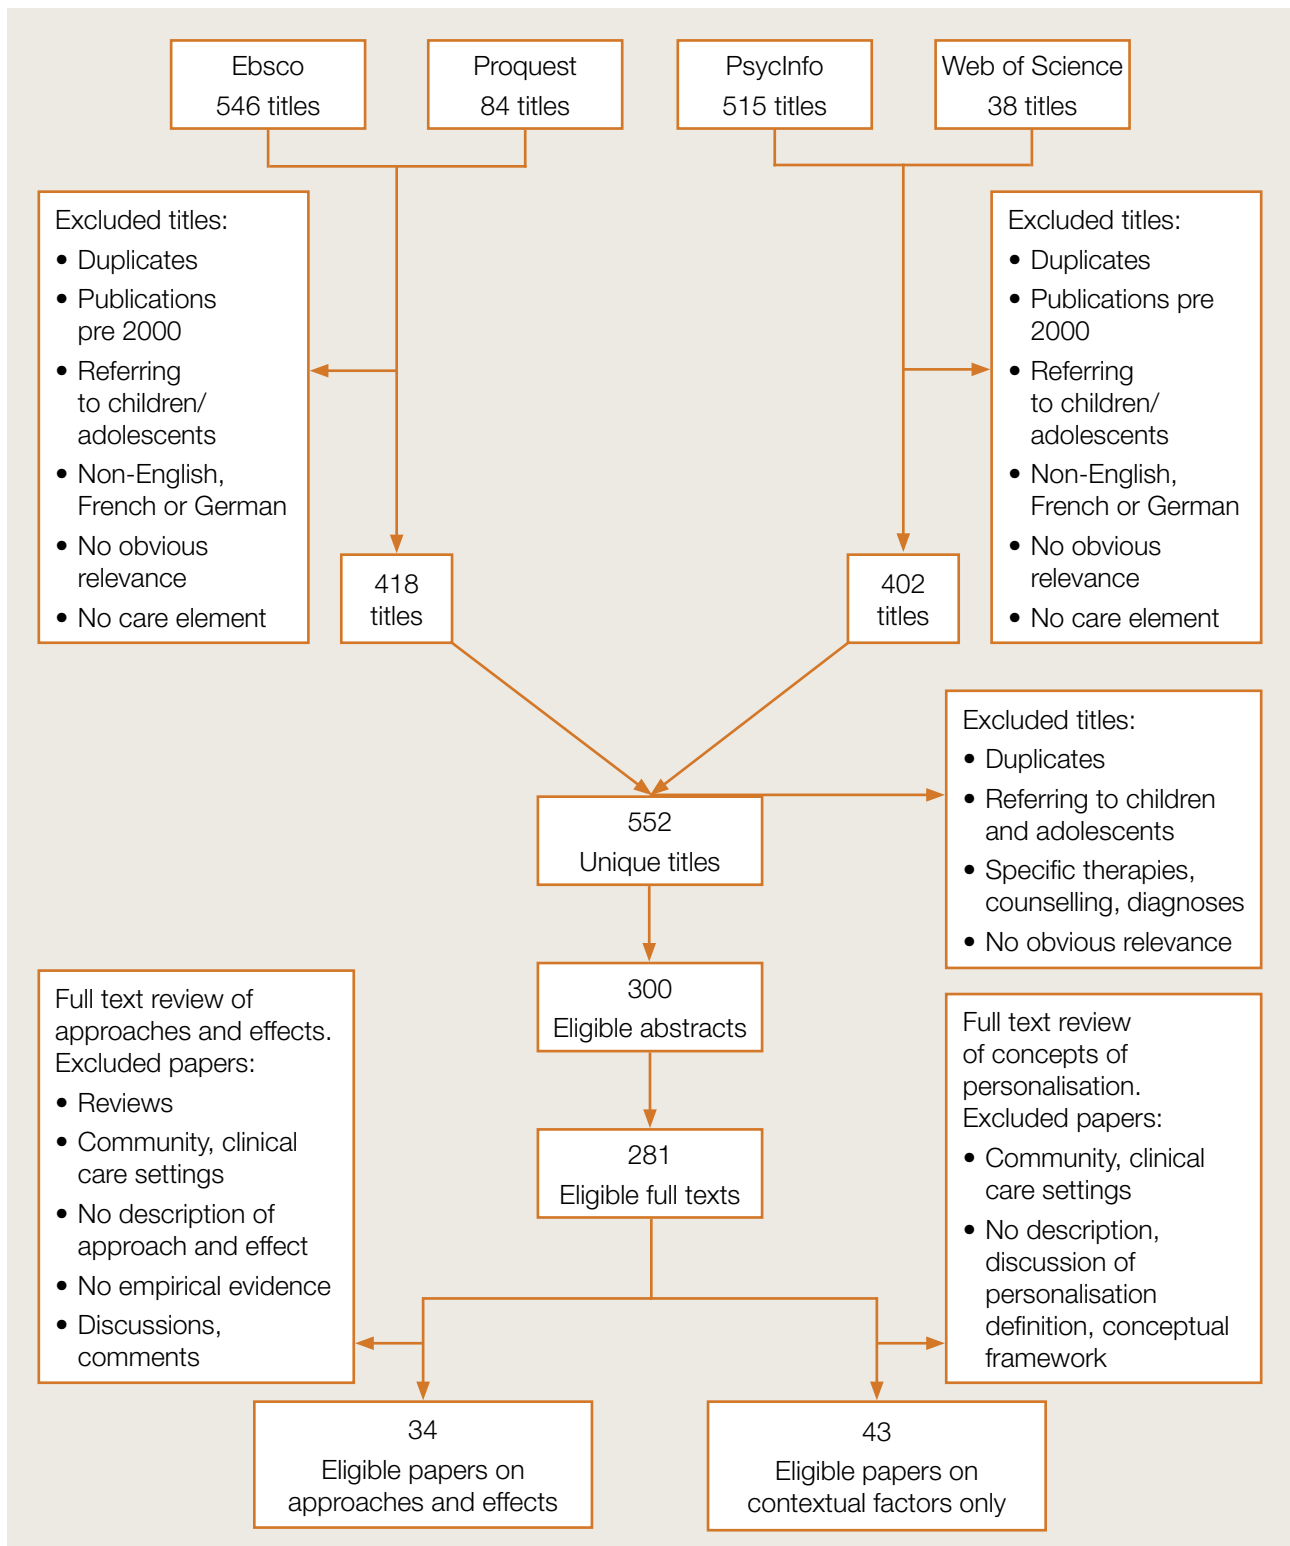 Ebsco
546 titles
Proquest
84 titles
PsycInfo
515 titles
Web of Science
38 titles
Excluded titles:
• Duplicates
• Publications
pre 2000
• Referring
to children/
adolescents
• Non-English,
French or German
• No obvious
relevance
• No care element
Excluded titles:
• Duplicates
• Publications pre
2000
• Referring
to children/
adolescents
• Non-English,
French or German
• No obvious
relevance
• No care element
418
titles
402
titles
Excluded titles:
• Duplicates
• Referring to children
and adolescents
• Specific therapies,
counselling, diagnoses
• No obvious relevance
552
Unique titles
300
Eligible abstracts
281
Eligible full texts
Full text review of
approaches and effects.
Excluded papers:
• Reviews
• Community, clinical
care settings
• No description of
approach and effect
• No empirical evidence
• Discussions,
comments
Full text review
of concepts of
personalisation.
Excluded papers:
• Community, clinical
care settings
• No description,
discussion of
personalisation
definition, conceptual
framework
34
Eligible papers on
approaches and effects
43
Eligible papers on
contextual factors only